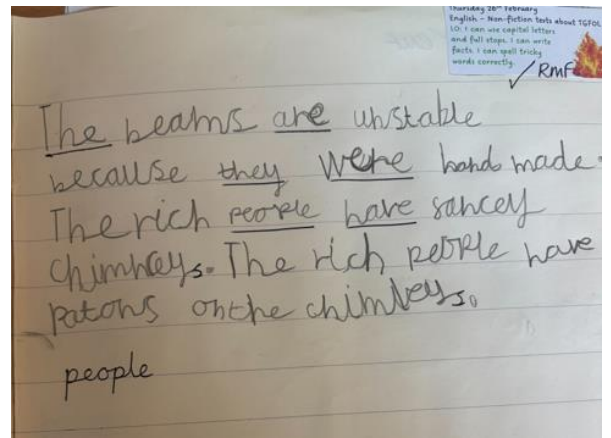 Thursday 26th February
English - Non-fiction texts about TGFOL
LO: I can use capital letters
and full stops. I can write
facts. I can spell tricky
words correctly.
RMF
The beams are unstable
because they were hand made.
The rich people have sancey
chimneys. The rich people have
patons on the chimleys.
people